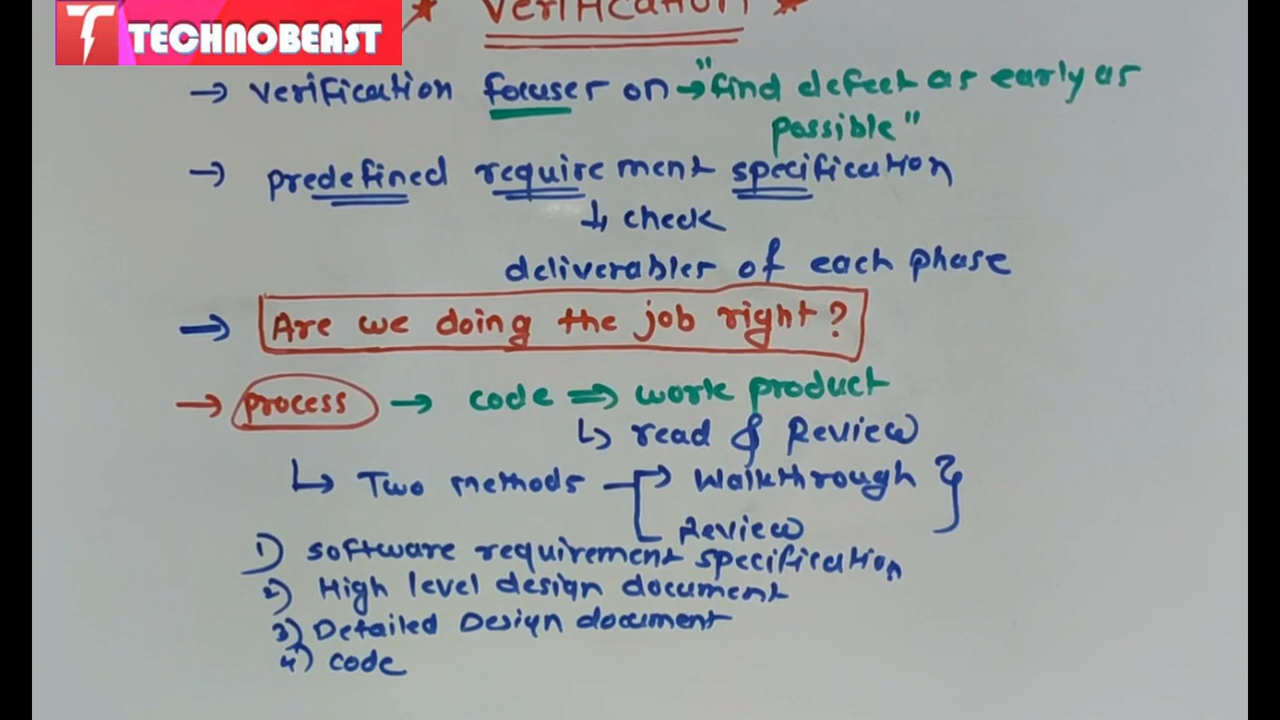 TECHNOBEAST
Verification
→ verification focuses on → "find defect as early as
possible"
→ predefined requirement specification
↳ check
deliverables of each phase
→ Are we doing the job right?
→ process → code ⇒ work product
↳ read & Review
↳ Two methods → Walkthrough
Review
1) software requirement specification
2) High level design document
3) Detailed Design document
4) code